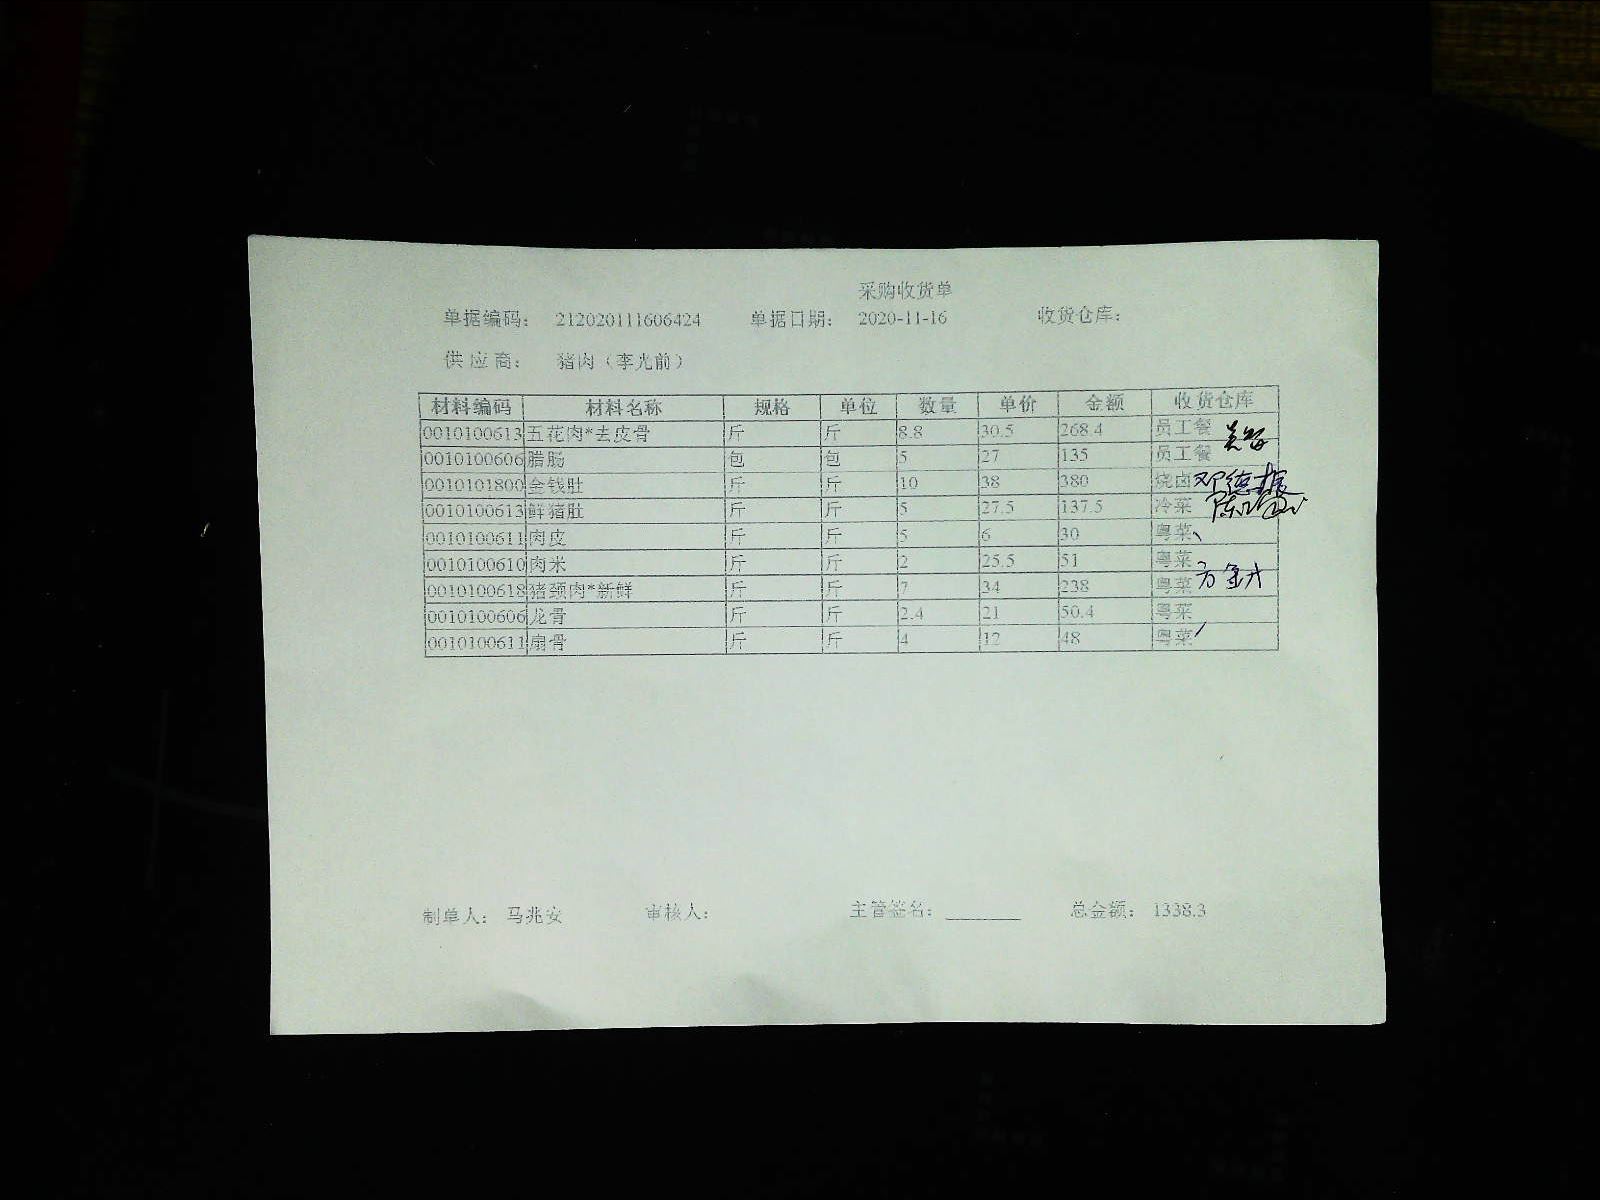 采购收货单
单据编码： 212020111606424 单据日期： 2020-11-16 收货仓库：
供应商： 猪肉（李光前）
材料编码 材料名称 规格 单位 数量 单价 金额 收货仓库
0010100613 五花肉*去皮骨 斤 斤 8.8 30.5 268.4 员工餐
0010100606 腊肠 包 包 5 27 135 员工餐
0010101800 金钱肚 斤 斤 10 38 380 烧卤 邓德振
0010100613 鲜猪肚 斤 斤 5 27.5 137.5 冷菜
0010100611 肉皮 斤 斤 5 6 30 粤菜
0010100610 肉米 斤 斤 2 25.5 51 粤菜
0010100618 猪颈肉*新鲜 斤 斤 7 34 238 粤菜
0010100606 龙骨 斤 斤 2.4 21 50.4 粤菜
0010100611 扇骨 斤 斤 4 12 48 粤菜
制单人： 马兆安 审核人： 主管签名： 总金额： 1338.3